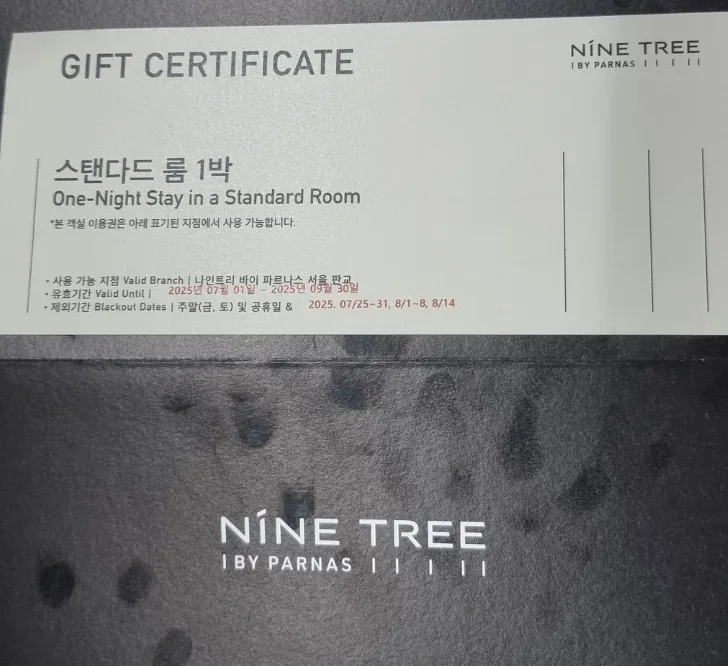 GIFT CERTIFICATE
NÍNE TREE
BY PARNAS
스탠다드 룸 1박
One-Night Stay in a Standard Room
*본 객실 이용권은 아래 표기된 지점에서 사용 가능합니다.
• 사용 가능 지점 Valid Branch | 나인트리 바이 파르나스 서울 판교
• 유효기간 Valid Until | 2025년 07월 01일 - 2025년 09월 30일
• 제외기간 Blackout Dates | 주말(금, 토) 및 공휴일 & 2025. 07/25~31, 8/1~8, 8/14
NÍNE TREE
BY PARNAS